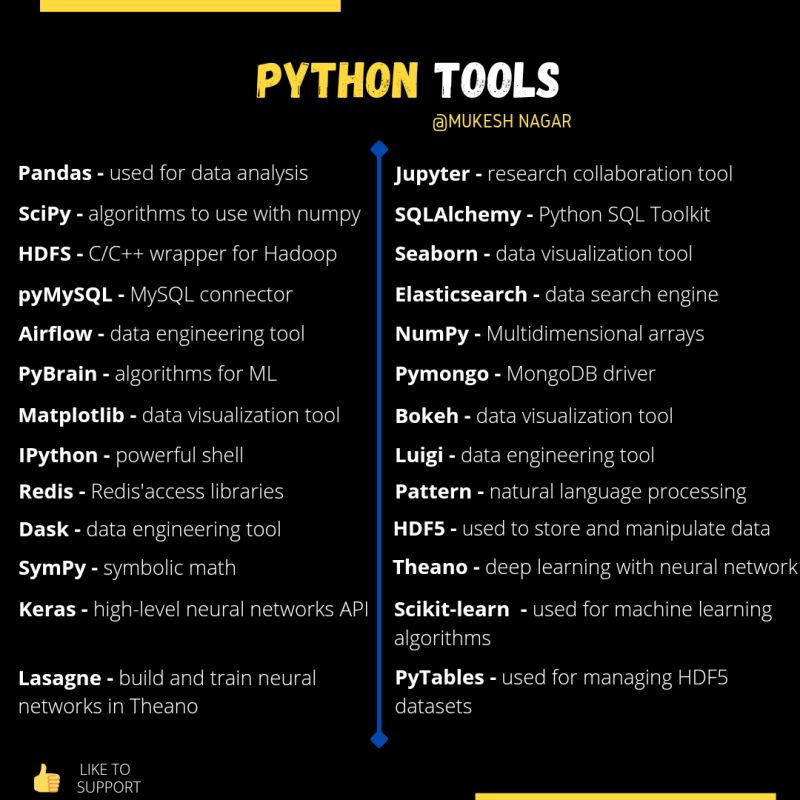 PYTHON TOOLS
@MUKESH NAGAR
Pandas - used for data analysis
SciPy - algorithms to use with numpy
HDFS - C/C++ wrapper for Hadoop
pyMySQL - MySQL connector
Airflow - data engineering tool
PyBrain - algorithms for ML
Matplotlib - data visualization tool
IPython - powerful shell
Redis - Redis'access libraries
Dask - data engineering tool
SymPy - symbolic math
Keras - high-level neural networks API
Lasagne - build and train neural
networks in Theano
Jupyter - research collaboration tool
SQLAlchemy - Python SQL Toolkit
Seaborn - data visualization tool
Elasticsearch - data search engine
NumPy - Multidimensional arrays
Pymongo - MongoDB driver
Bokeh - data visualization tool
Luigi - data engineering tool
Pattern - natural language processing
HDF5 - used to store and manipulate data
Theano - deep learning with neural network
Scikit-learn - used for machine learning
algorithms
PyTables - used for managing HDF5
datasets
LIKE TO
SUPPORT